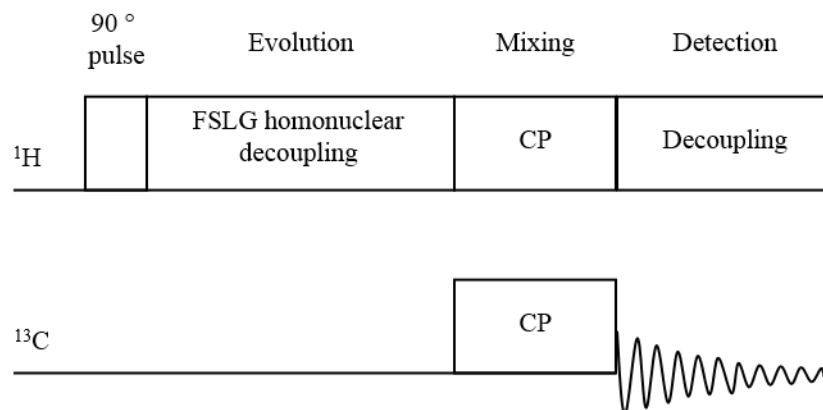 90 °
pulse
Evolution
Mixing
Detection
¹H
FSLG homonuclear
decoupling
CP
Decoupling
¹³C
CP